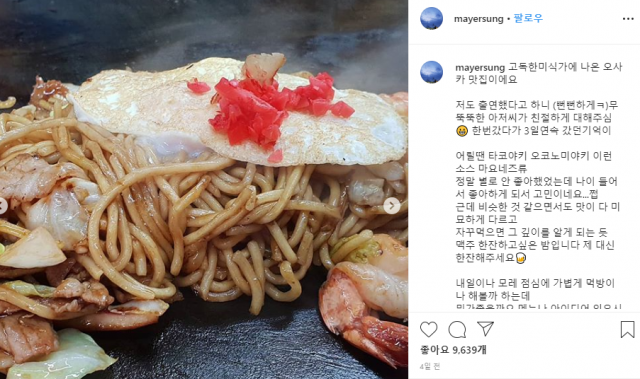 mayersung • 팔로우
mayersung 고독한미식가에 나온 오사
카 맛집이에요
저도 출연했다고 하니 (뻔뻔하게ㅋ)무
뚝뚝한 아저씨가 친절하게 대해주심
😀 한번갔다가 3일연속 갔던기억이
어릴땐 타코야키 오코노미야키 이런
소스 마요네즈류
정말 별로 안 좋아했었는데 나이 들어
서 좋아하게 되서 고민이네요...쩝
근데 비슷한 것 같으면서도 맛이 다 미
묘하게 다르고
자꾸먹으면 그 깊이를 알게 되는 듯
맥주 한잔하고싶은 밤입니다 제 대신
한잔해주세요🍺
내일이나 모레 점심에 가볍게 먹방이
나 해볼까 하는데
좋아요 9,639개
4일 전